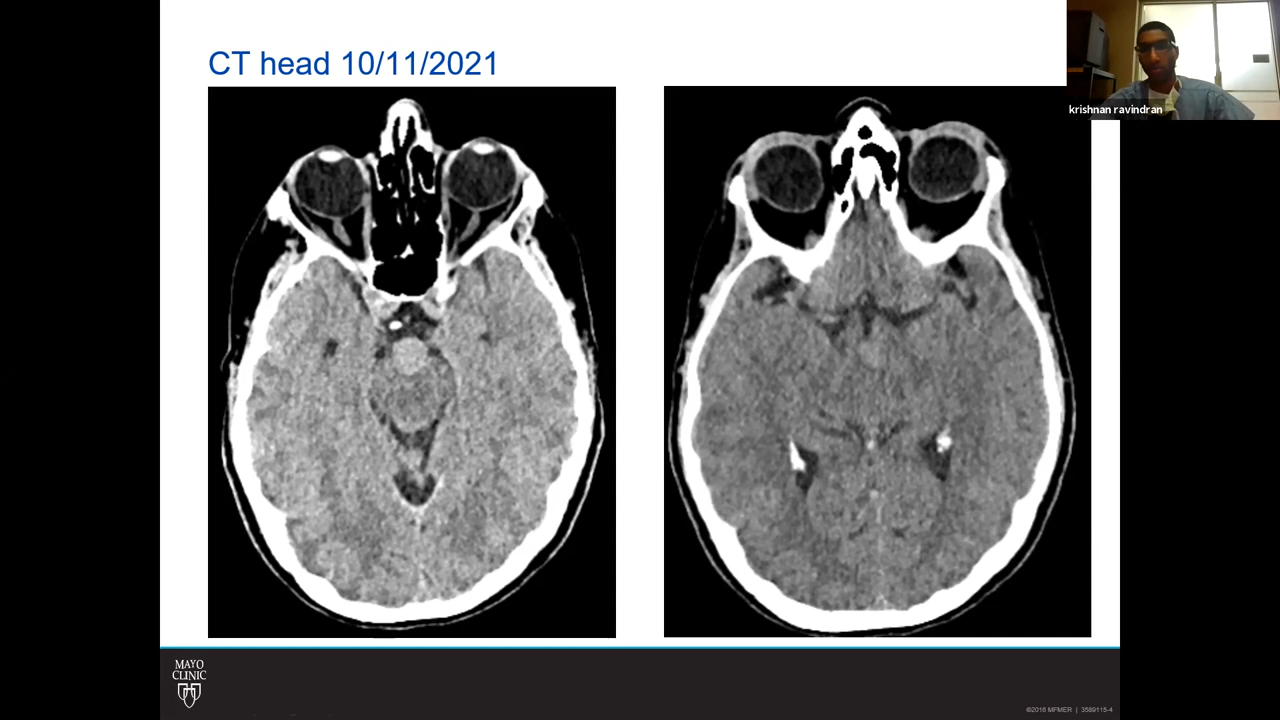 CT head 10/11/2021
krishnan ravindran
MAYO
CLINIC
©2016 MFMER | 3589115-4